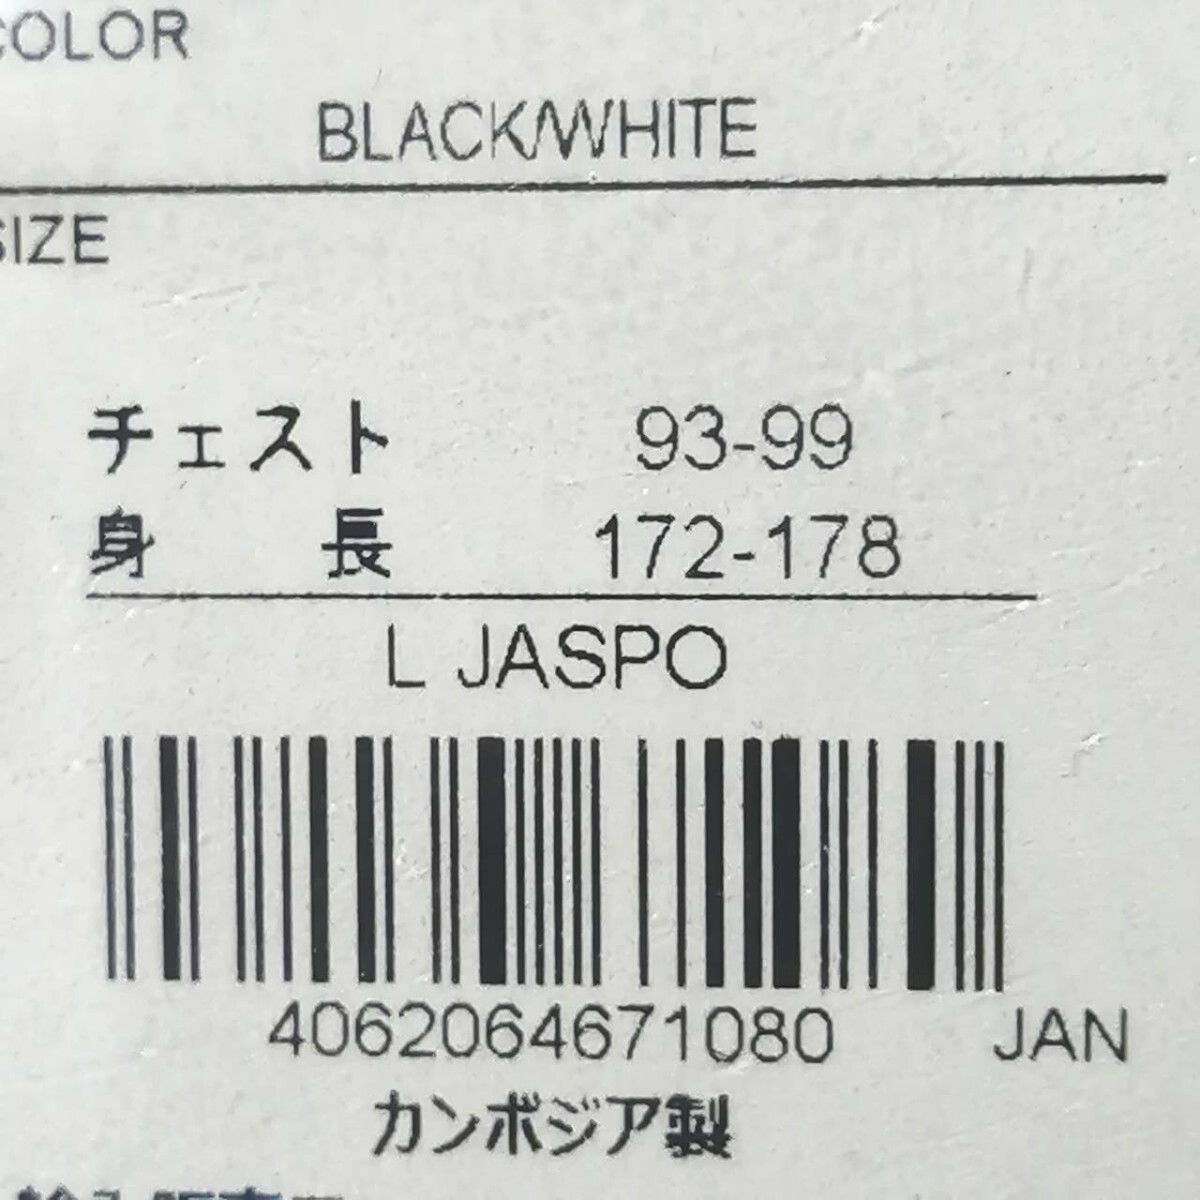 COLOR
BLACK/WHITE
SIZE
チェスト 93-99
身長 172-178
L JASPO
4062064671080 JAN
カンボジア製